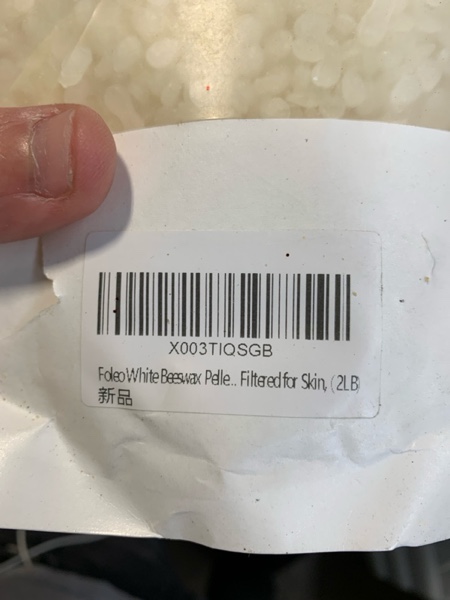 X003TIQSGB
Foleo White Beeswax Pelle... Filtered for Skin, (2LB)
新品